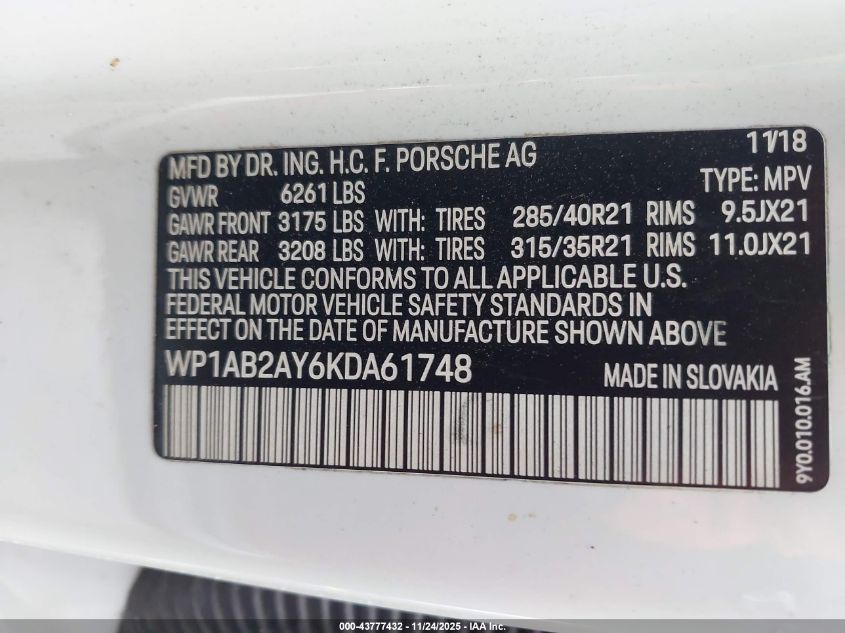 MFD BY DR. ING. H.C. F. PORSCHE AG 11/18
GVWR 6261 LBS TYPE: MPV
GAWR FRONT 3175 LBS WITH: TIRES 285/40R21 RIMS 9.5JX21
GAWR REAR 3208 LBS WITH: TIRES 315/35R21 RIMS 11.0JX21
THIS VEHICLE CONFORMS TO ALL APPLICABLE U.S.
FEDERAL MOTOR VEHICLE SAFETY STANDARDS IN
EFFECT ON THE DATE OF MANUFACTURE SHOWN ABOVE
WP1AB2AY6KDA61748 MADE IN SLOVAKIA
9Y0.010.016.AM
000-43777432 - 11/24/2025 - IAA Inc.